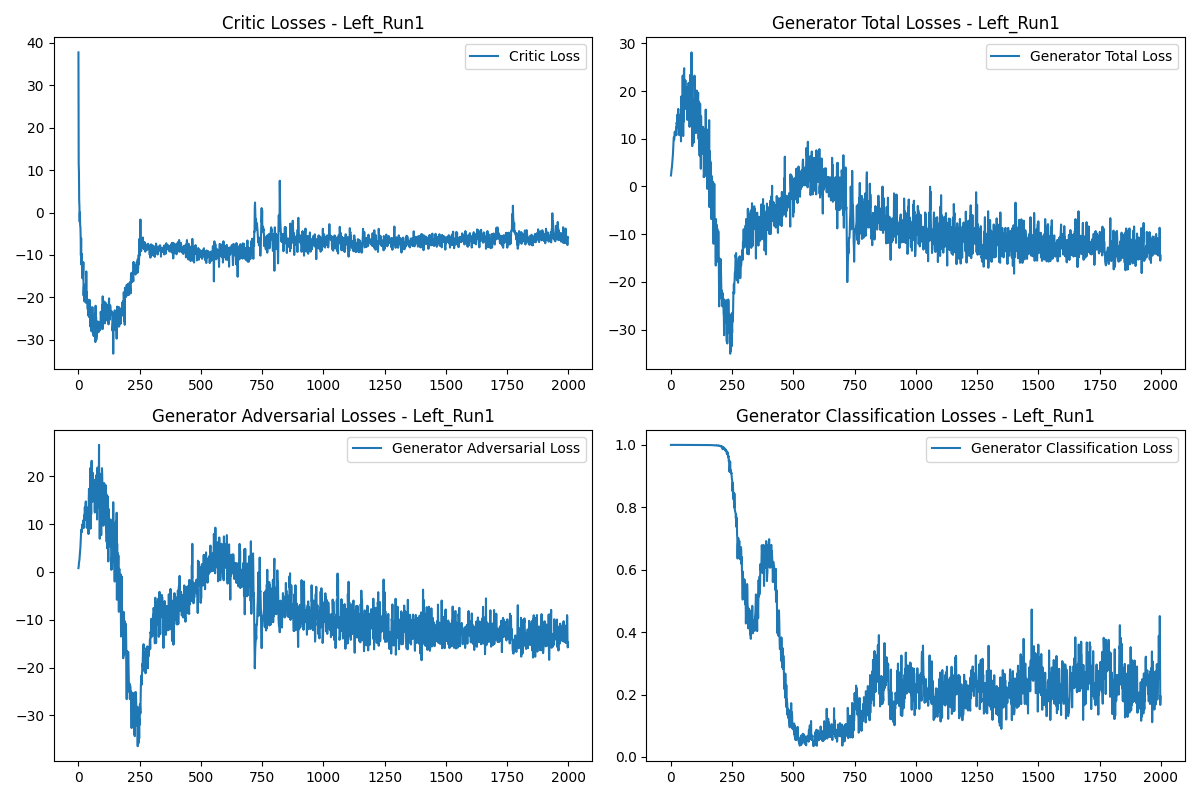 Critic Losses - Left_Run1
Critic Loss
40
30
20
10
0
−10
−20
−30
0 250 500 750 1000 1250 1500 1750 2000
Generator Total Losses - Left_Run1
Generator Total Loss
30
20
10
0
−10
−20
−30
0 250 500 750 1000 1250 1500 1750 2000
Generator Adversarial Losses - Left_Run1
Generator Adversarial Loss
20
10
0
−10
−20
−30
0 250 500 750 1000 1250 1500 1750 2000
Generator Classification Losses - Left_Run1
Generator Classification Loss
1.0
0.8
0.6
0.4
0.2
0.0
0 250 500 750 1000 1250 1500 1750 2000